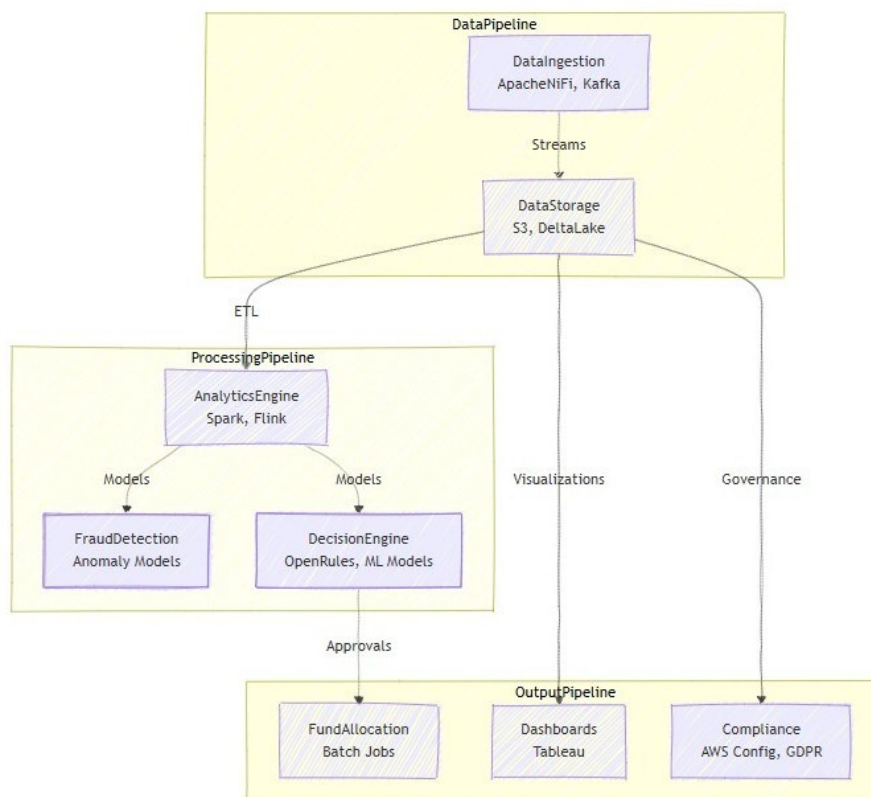 DataPipeline
DataIngestion
ApacheNiFi, Kafka
Streams
DataStorage
S3, DeltaLake
ETL
ProcessingPipeline
AnalyticsEngine
Spark, Flink
Models
Models
Visualizations
Governance
FraudDetection
Anomaly Models
DecisionEngine
OpenRules, ML Models
Approvals
OutputPipeline
FundAllocation
Batch Jobs
Dashboards
Tableau
Compliance
AWS Config, GDPR